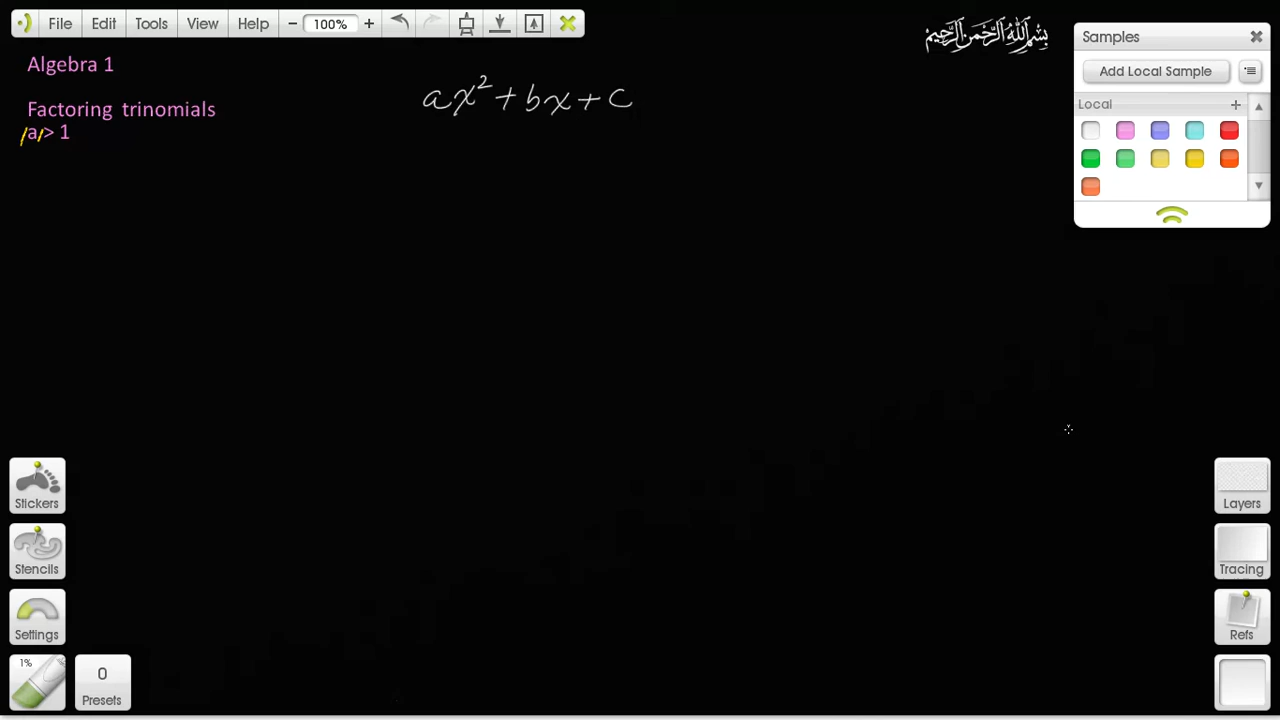 File Edit Tools View Help − 100% +
بسم الله الرحمن الرحيم
Samples
Add Local Sample
Local +
Algebra 1
ax² + bx + c
Factoring trinomials
/a/ > 1
Stickers
Stencils
Settings
1%
0
Presets
Layers
Tracing
Refs